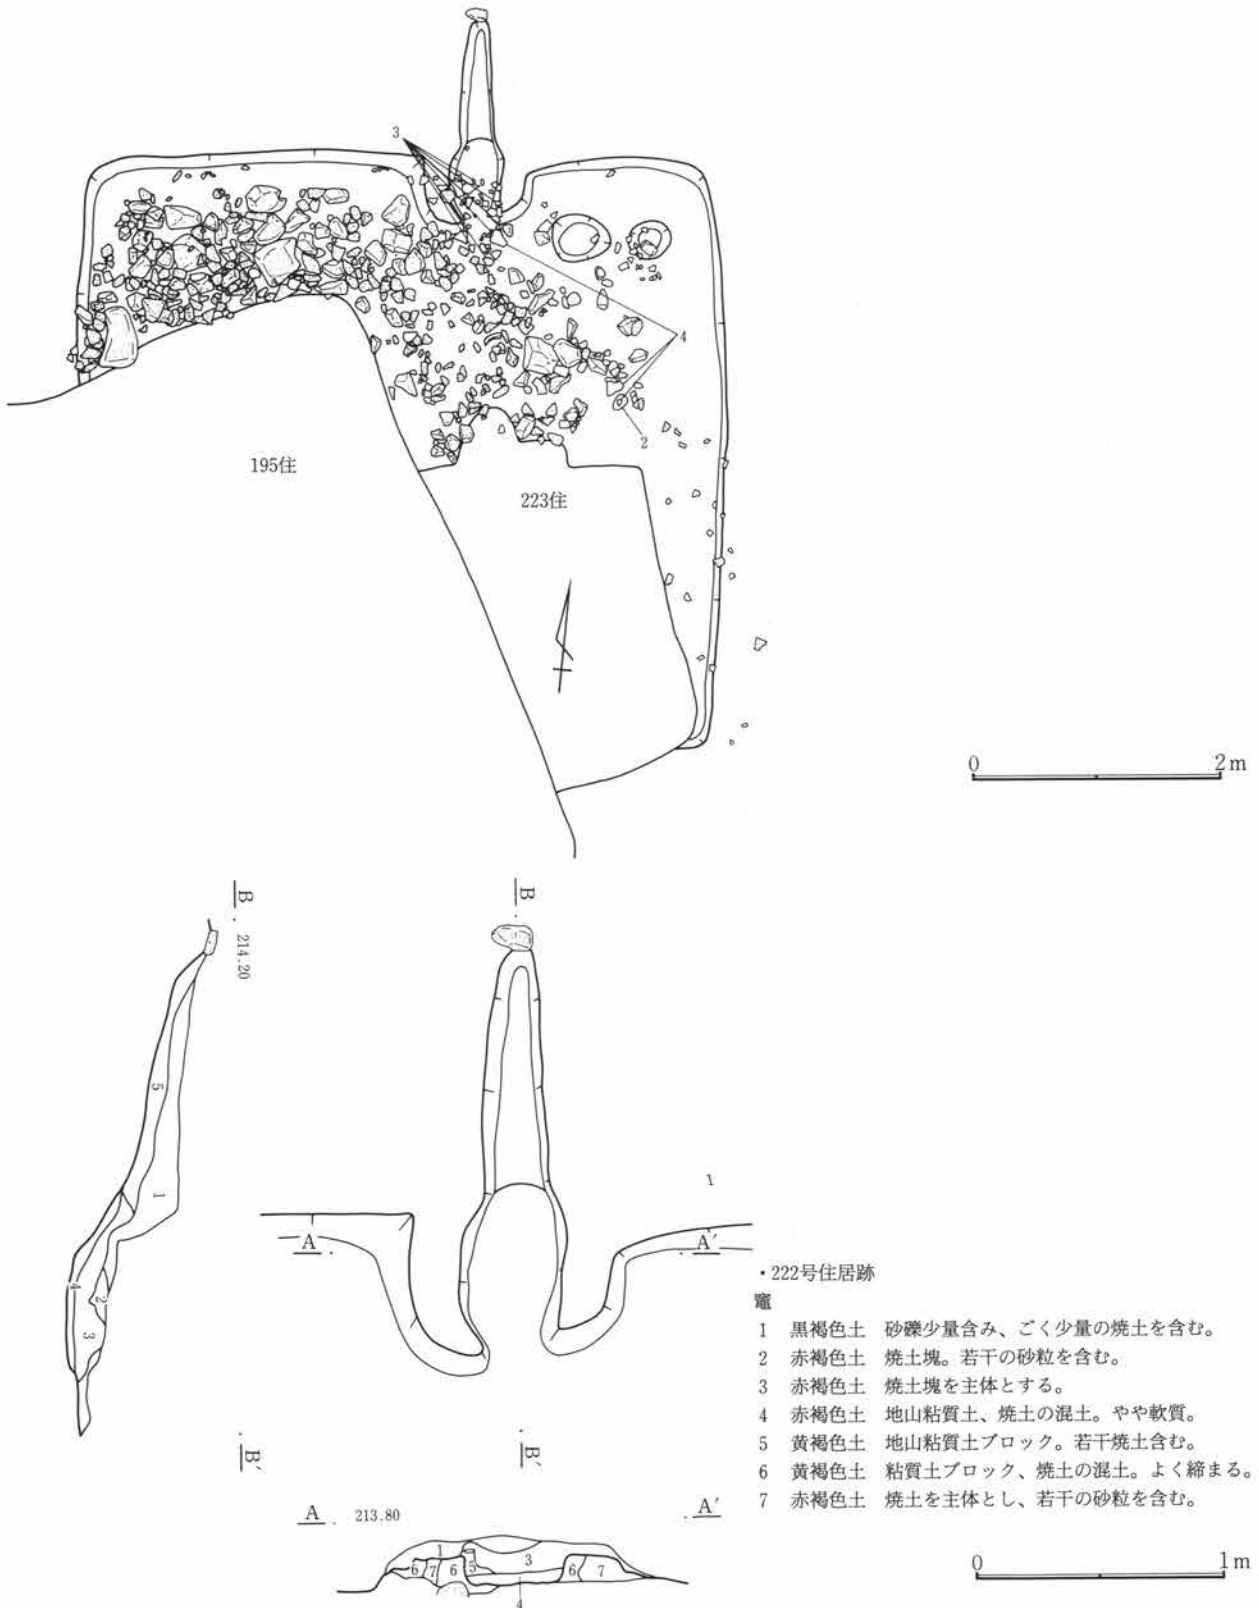 3
4
2
195住
223住
0 2m
B
214.20
B
5
1
1
A
A′
4
2
3
・222号住居跡
竈
1 黒褐色土 砂礫少量含み、ごく少量の焼土を含む。
2 赤褐色土 焼土塊。若干の砂粒を含む。
3 赤褐色土 焼土塊を主体とする。
4 赤褐色土 地山粘質土、焼土の混土。やや軟質。
5 黄褐色土 地山粘質土ブロック。若干焼土含む。
6 黄褐色土 粘質土ブロック、焼土の混土。よく締まる。
7 赤褐色土 焼土を主体とし、若干の砂粒を含む。
B′
B′
A 213.80 A′
1 3
6 7 6 5 6 7
4
0 1m